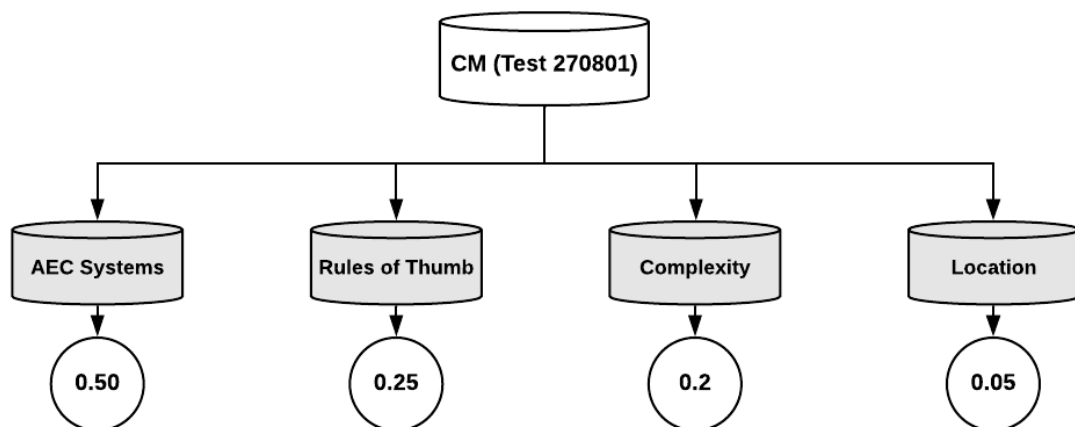 CM (Test 270801)
AEC Systems
Rules of Thumb
Complexity
Location
0.50
0.25
0.2
0.05